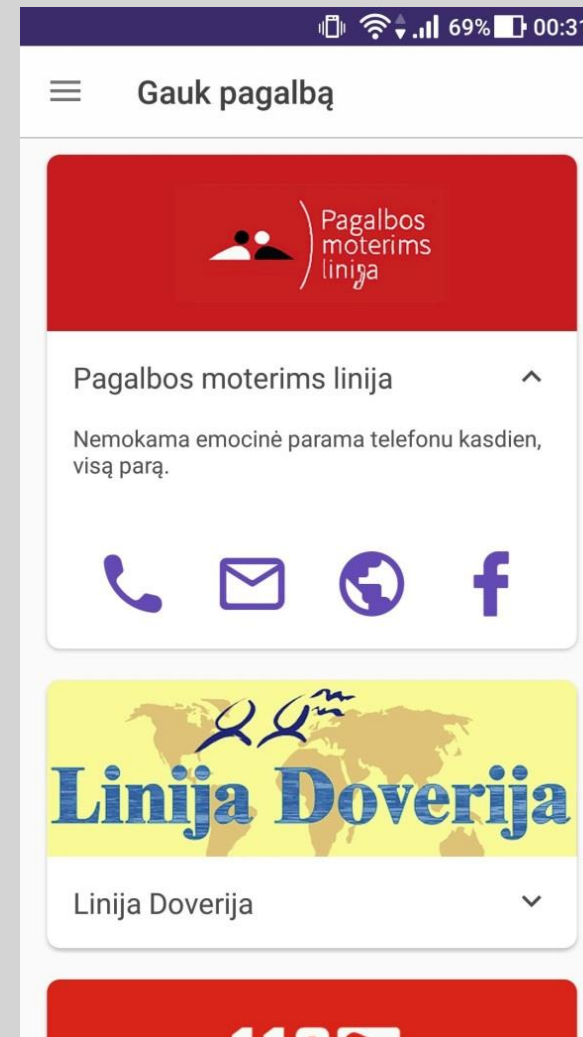 69% 00:31
Gauk pagalbą
Pagalbos
moterims
linija
Pagalbos moterims linija
Nemokama emocinė parama telefonu kasdien,
visą parą.
Linija Doverija
Linija Doverija